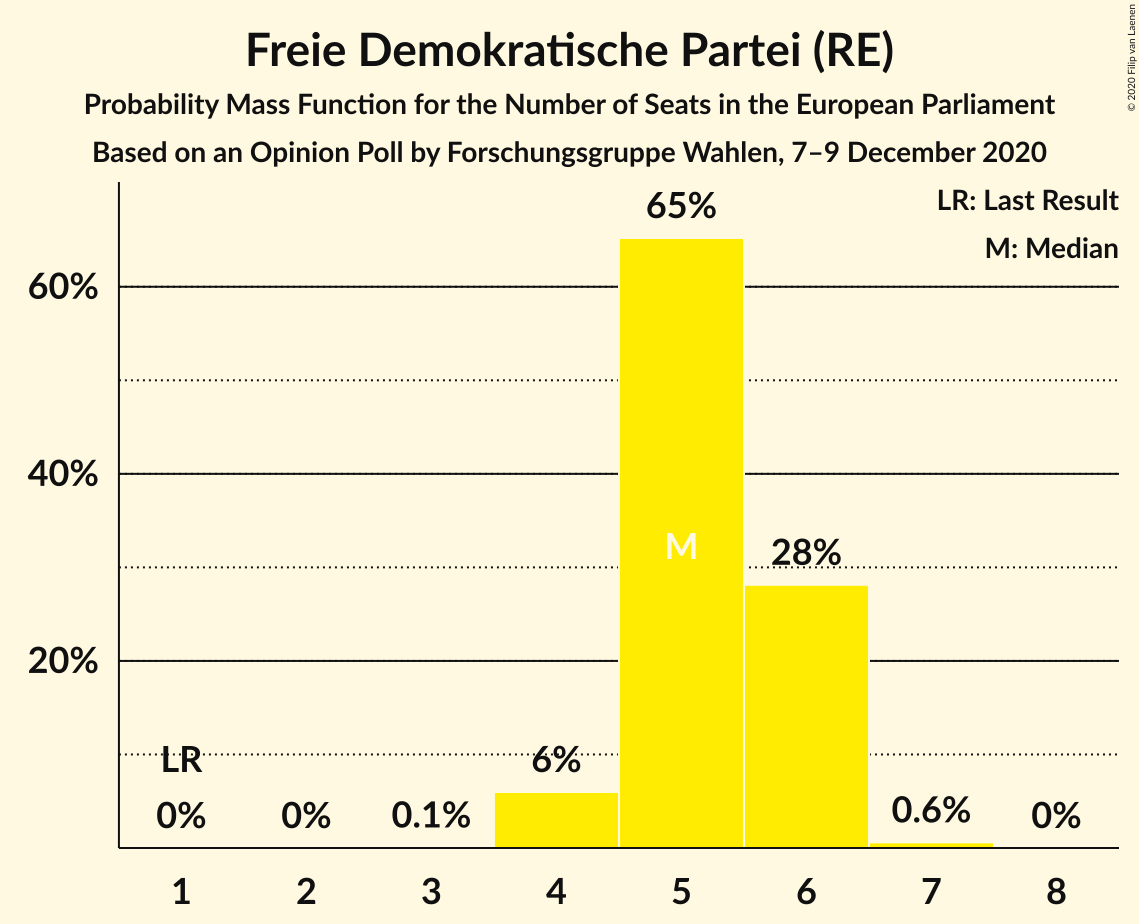 Freie Demokratische Partei (RE)
Probability Mass Function for the Number of Seats in the European Parliament
Based on an Opinion Poll by Forschungsgruppe Wahlen, 7–9 December 2020
© 2020 Filip van Laenen
LR: Last Result
M: Median
60%
40%
20%
LR
0%
0%
0.1%
6%
65%
M
28%
0.6%
0%
1 2 3 4 5 6 7 8